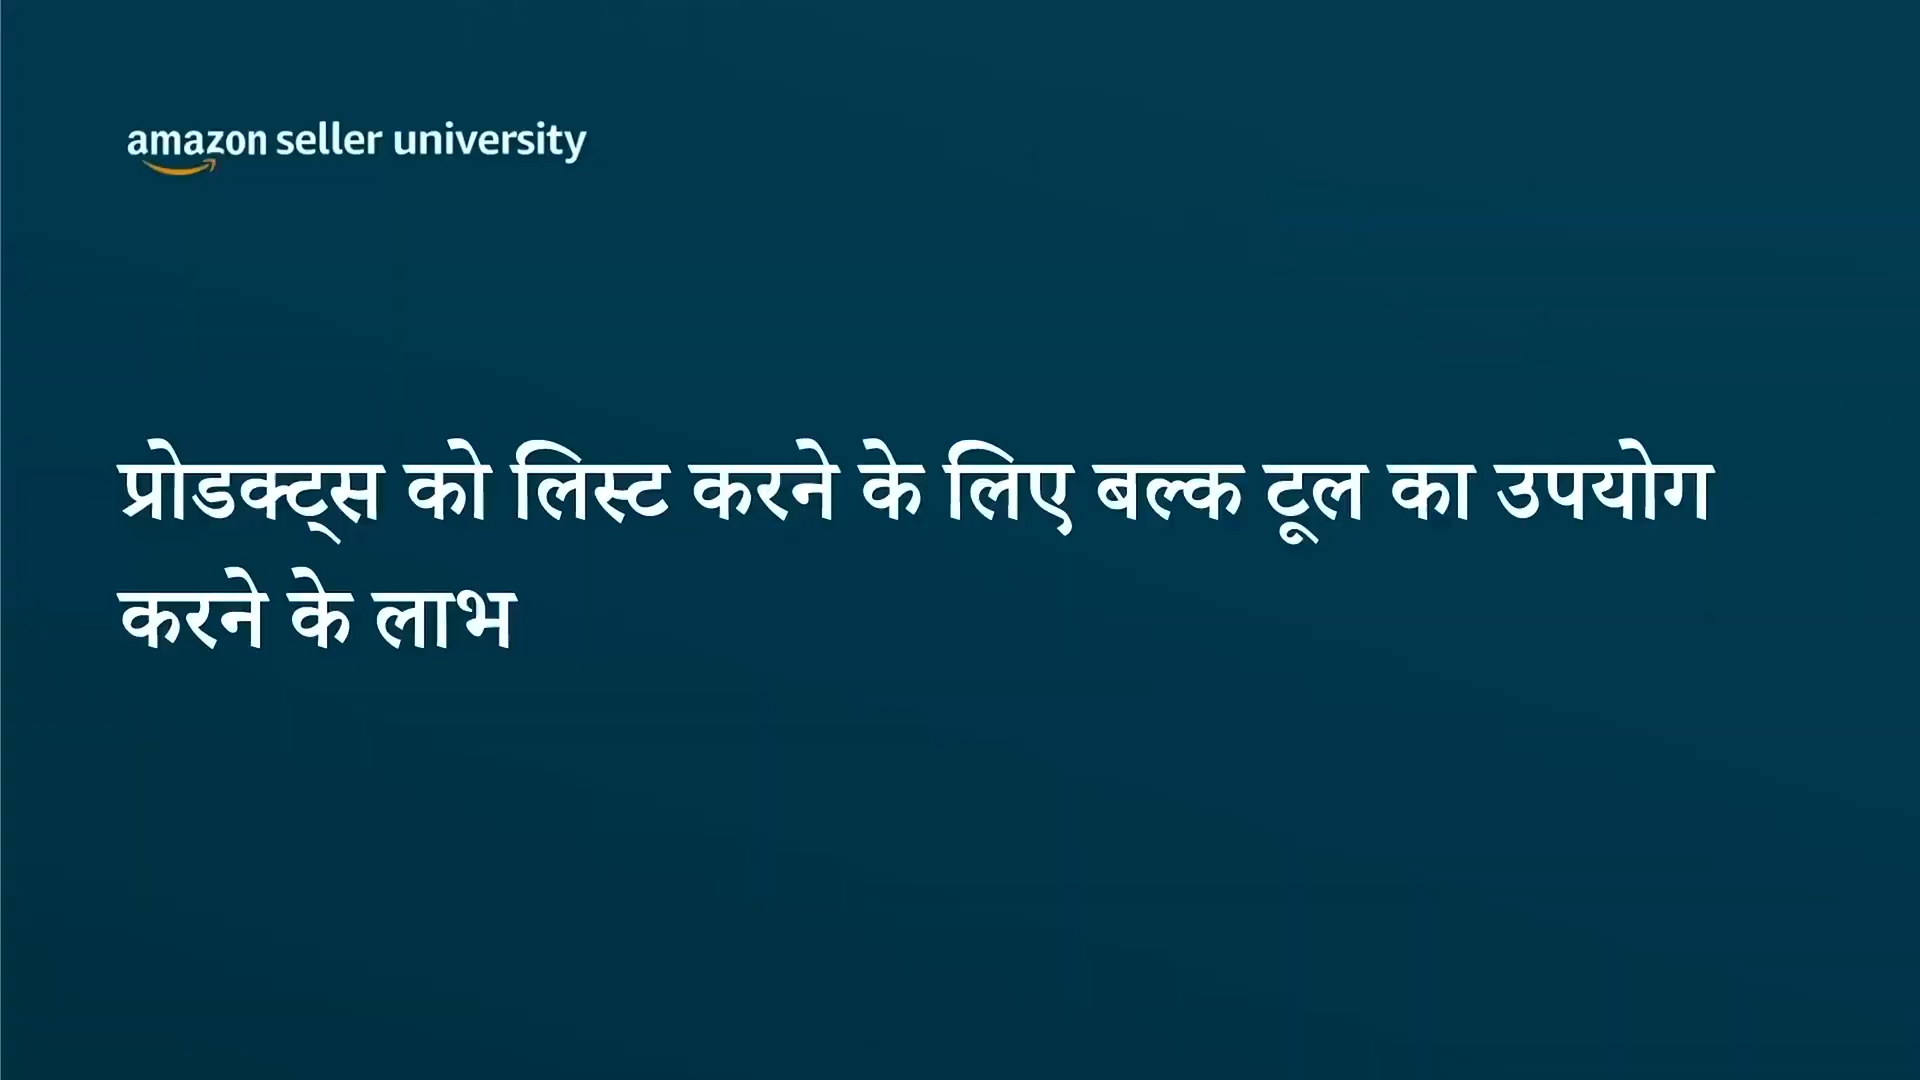 amazon seller university
प्रोडक्ट्स को लिस्ट करने के लिए बल्क टूल का उपयोग
करने के लाभ